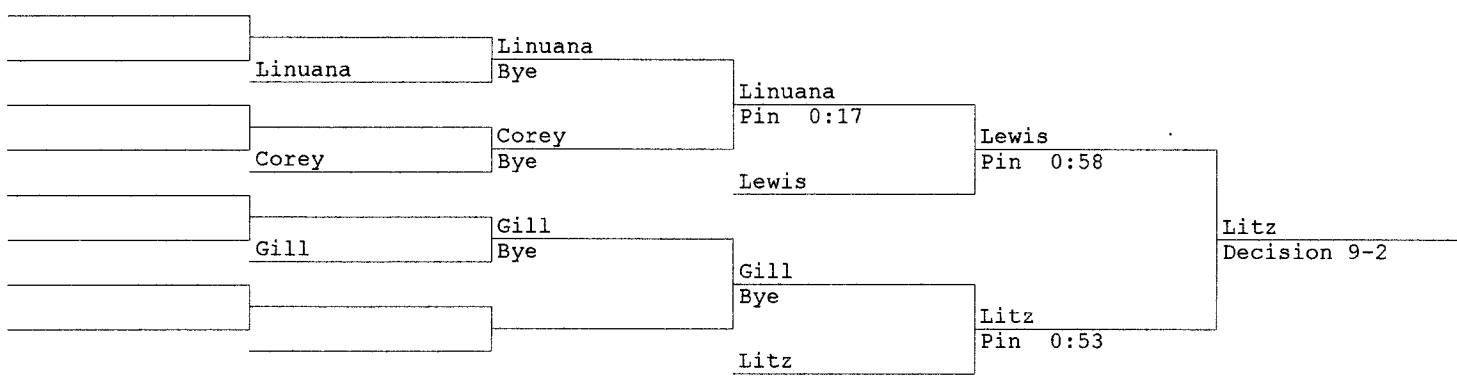 Linuana
Linuana
Bye
Linuana
Pin 0:17
Corey
Corey
Bye
Lewis
Pin 0:58
Lewis
Gill
Gill
Bye
Litz
Decision 9-2
Gill
Bye
Litz
Pin 0:53
Litz